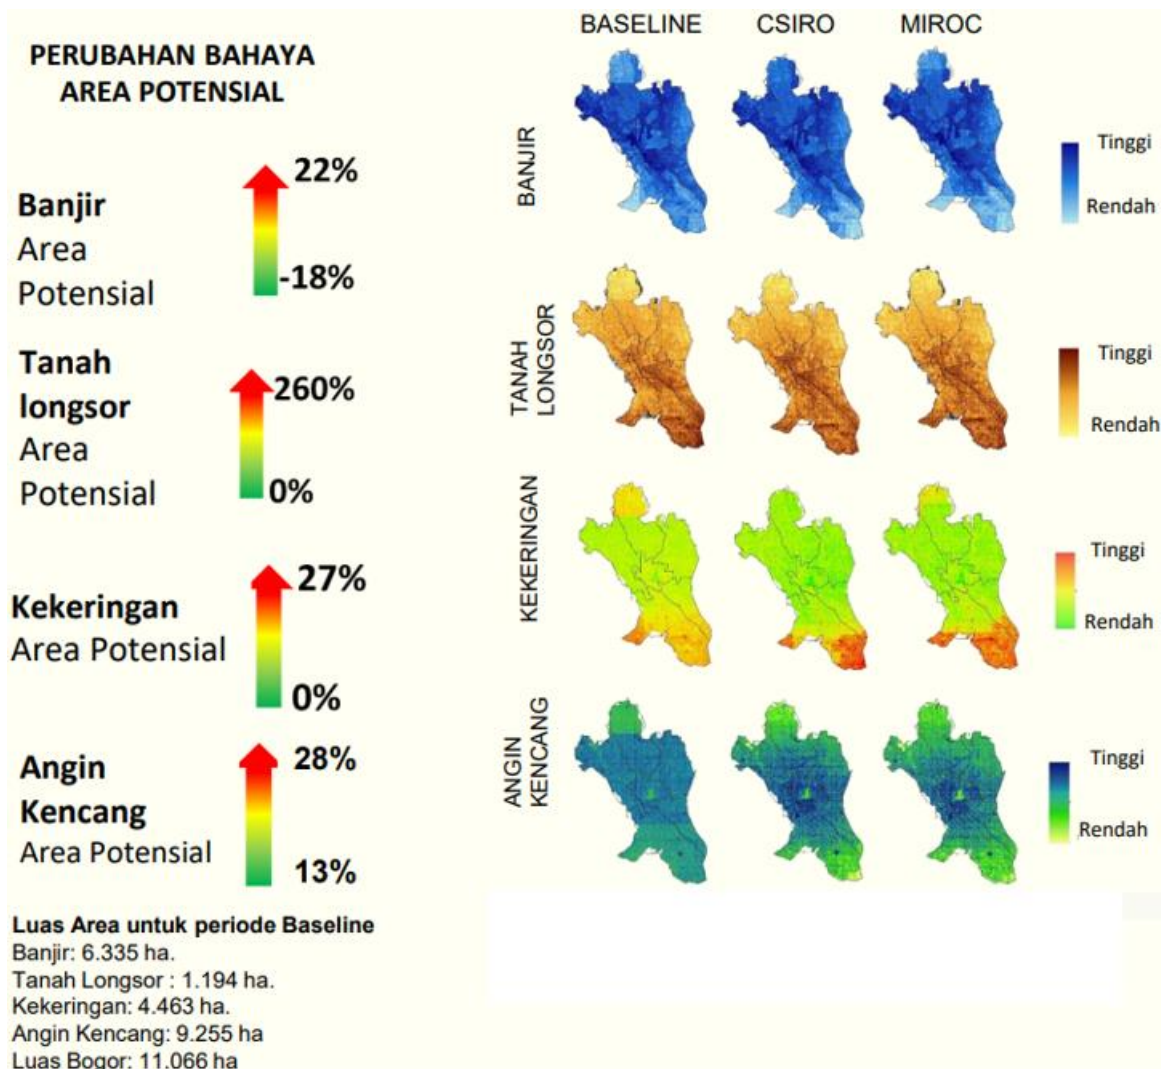 PERUBAHAN BAHAYA
AREA POTENSIAL
Banjir
Area
Potensial
22%
-18%
Tanah
longsor
Area
Potensial
260%
0%
Kekeringan
Area Potensial
27%
0%
Angin
Kencang
Area Potensial
28%
13%
Luas Area untuk periode Baseline
Banjir: 6.335 ha.
Tanah Longsor : 1.194 ha.
Kekeringan: 4.463 ha.
Angin Kencang: 9.255 ha
Luas Bogor: 11.066 ha
BASELINE CSIRO MIROC
BANJIR
Tinggi
Rendah
TANAH
LONGSOR
Tinggi
Rendah
KEKERINGAN
Tinggi
Rendah
ANGIN
KENCANG
Tinggi
Rendah